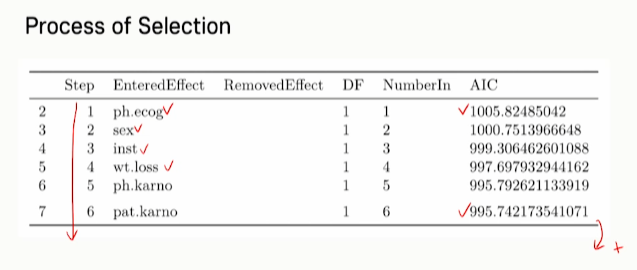 Process of Selection
Step EnteredEffect RemovedEffect DF NumberIn AIC
2 1 ph.ecog✓ 1 1 ✓1005.82485042
3 2 sex✓ 1 2 1000.7513966648
4 3 inst✓ 1 3 999.306462601088
5 4 wt.loss ✓ 1 4 997.697932944162
6 5 ph.karno 1 5 995.792621133919
7 6 pat.karno 1 6 ✓995.742173541071
+